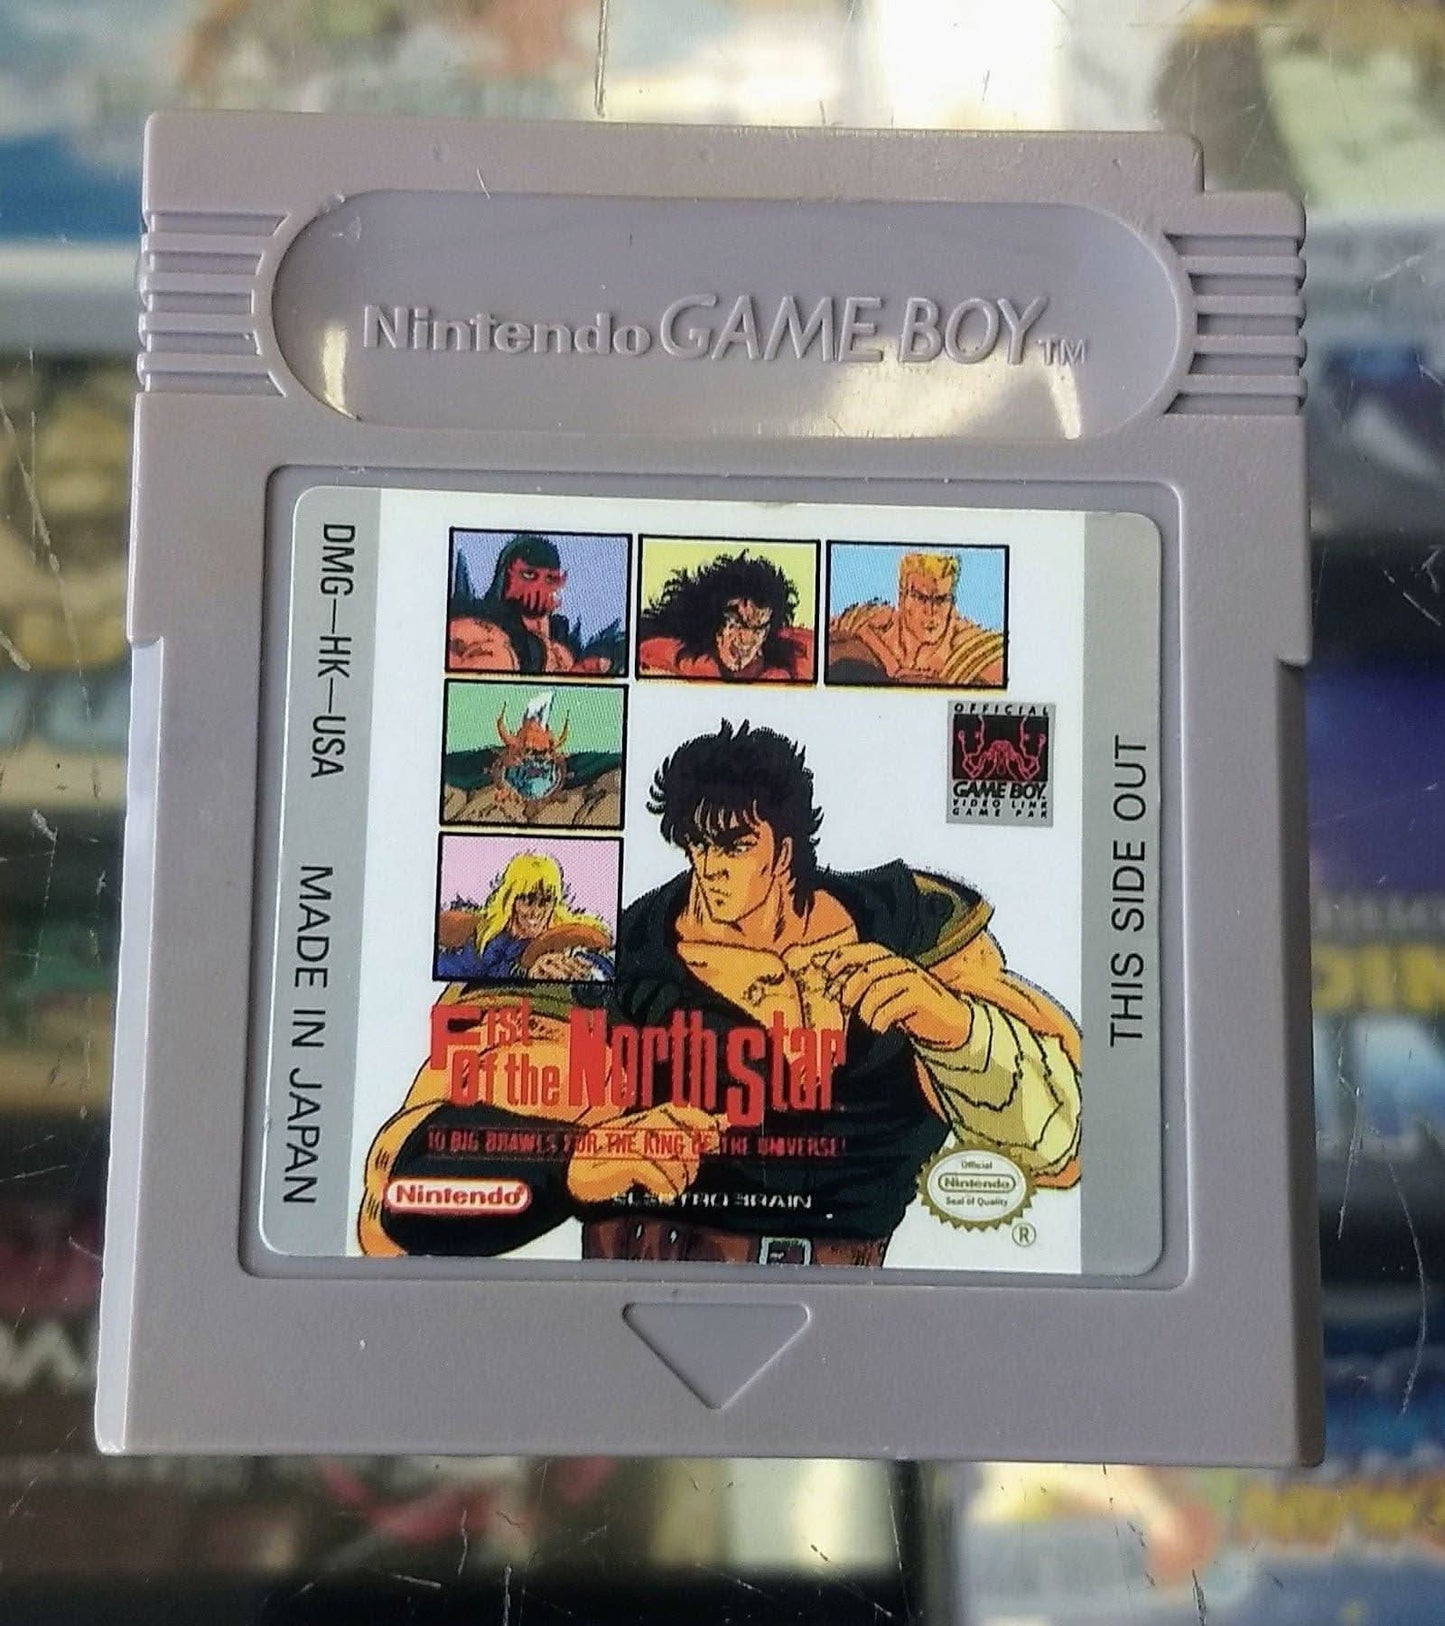 Nintendo GAME BOY TM
DMG-HK-USA
MADE IN JAPAN
OFFICIAL
GAME BOY
VIDEO LINK
GAME PAK
THIS SIDE OUT
Fist
Of the North Star
10 BIG BRAWLS FOR THE KING OF THE UNIVERSE!
Nintendo®
ELECTRO BRAIN
Official
Nintendo
Seal of Quality
®